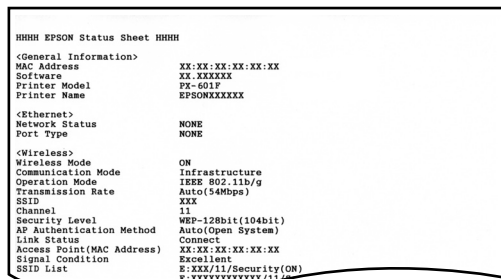 HHHH EPSON Status Sheet HHHH
<General Information>
MAC Address XX:XX:XX:XX:XX:XX
Software XX.XXXXXX
Printer Model PX-601F
Printer Name EPSONXXXXXX
<Ethernet>
Network Status NONE
Port Type NONE
<Wireless>
Wireless Mode ON
Communication Mode Infrastructure
Operation Mode IEEE 802.11b/g
Transmission Rate Auto(54Mbps)
SSID XXX
Channel 11
Security Level WEP-128bit(104bit)
AP Authentication Method Auto(Open System)
Link Status Connect
Access Point(MAC Address) XX:XX:XX:XX:XX:XX
Signal Condition Excellent
SSID List E:XXX/11/Security(ON)